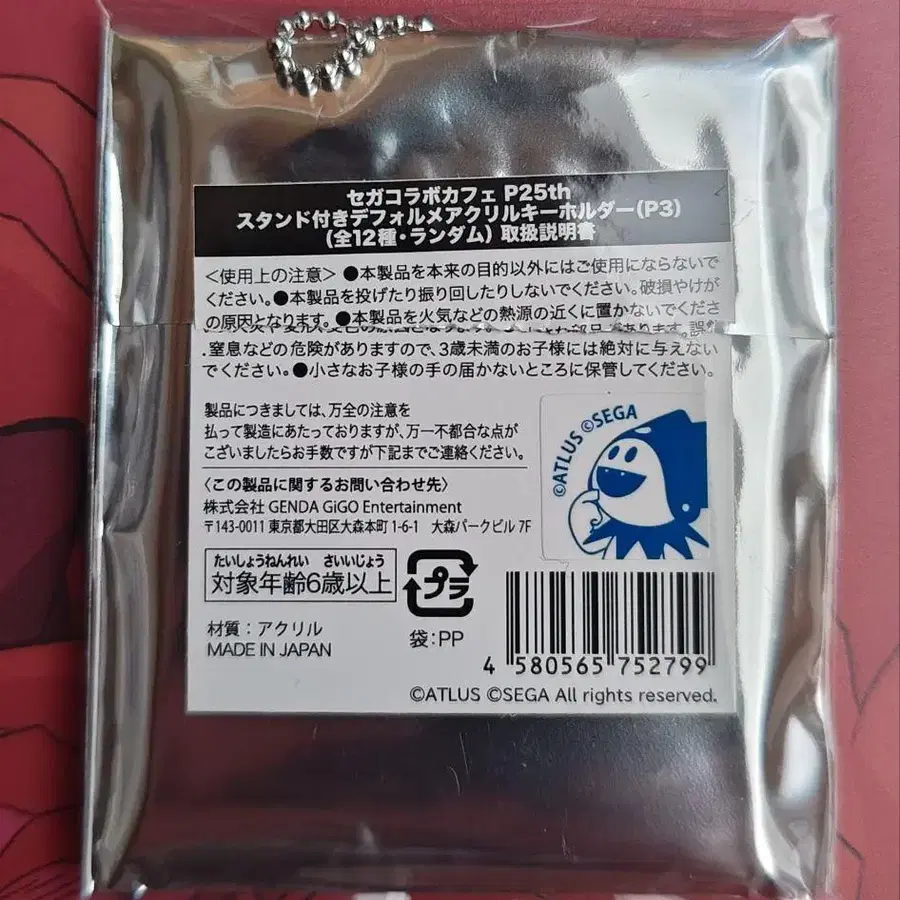 セガコラボカフェ P25th
スタンド付きデフォルメアクリルキーホルダー(P3)
(全12種・ランダム) 取扱説明書
＜使用上の注意＞ ●本製品を本来の目的以外にはご使用にならないで
ください。●本製品を投げたり振り回したりしないでください。破損やけが
の原因となります。●本製品を火気などの熱源の近くに置かないでくださ
部品があります。誤
窒息などの危険がありますので、3歳未満のお子様には絶対に与えない
でください。●小さなお子様の手の届かないところに保管してください。
製品につきましては、万全の注意を
払って製造にあたっておりますが、万一不都合な点が
ございましたらお手数ですが下記までご連絡ください。
©ATLUS ©SEGA
〈この製品に関するお問い合わせ先〉
株式会社 GENDA GiGO Entertainment
〒143-0011 東京都大田区大森本町 1-6-1 大森パークビル 7F
たいしょうねんれい さいいじょう
対象年齢6歳以上
プラ
材質：アクリル
袋:PP
MADE IN JAPAN
4 580565 752799
©ATLUS ©SEGA All rights reserved.